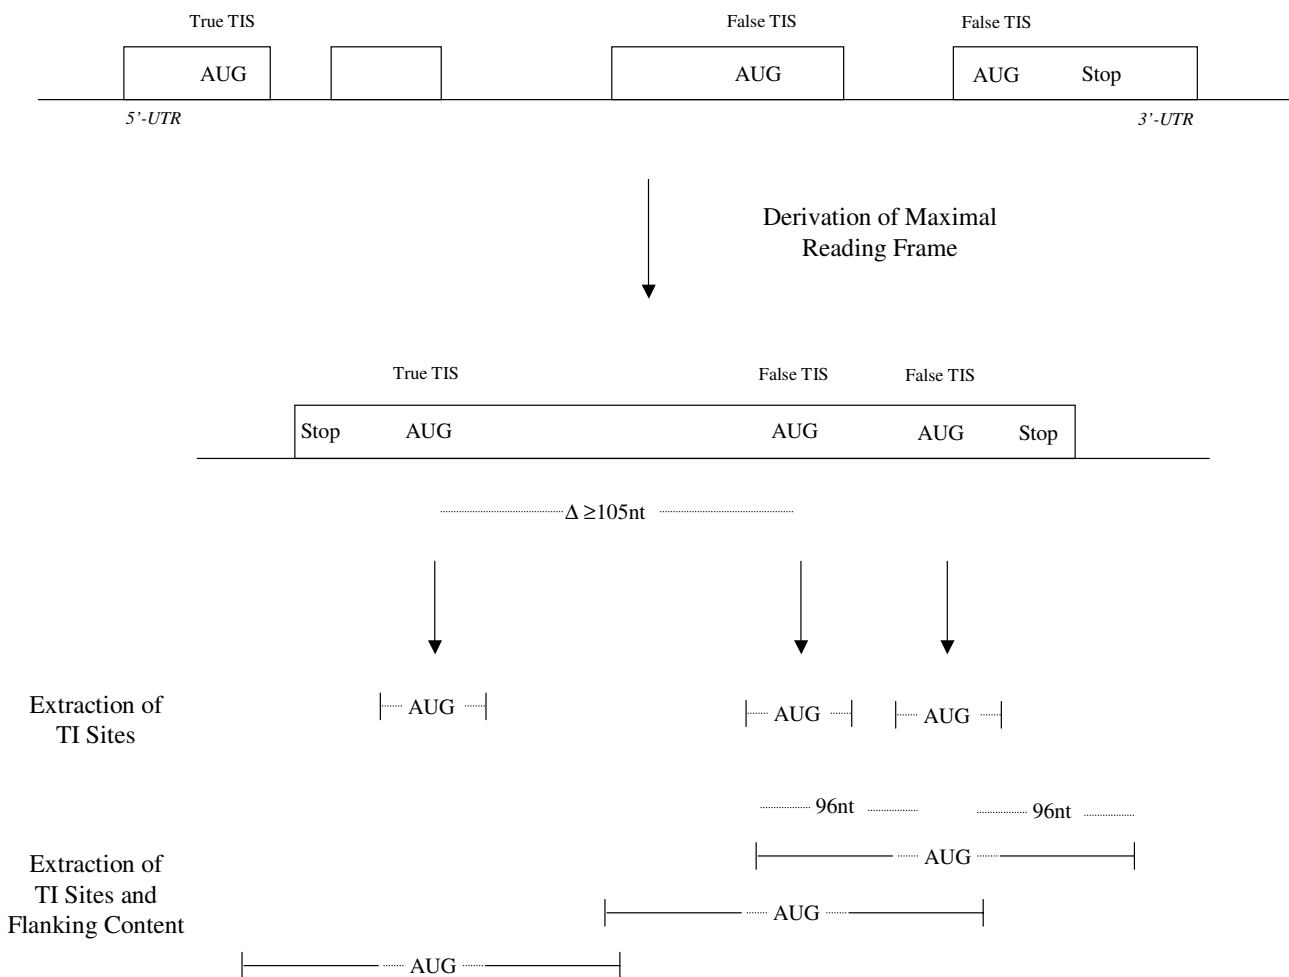 True TIS
False TIS
False TIS
AUG
AUG
AUG
Stop
5’-UTR
3’-UTR
Derivation of Maximal
Reading Frame
True TIS
False TIS
False TIS
Stop
AUG
AUG
AUG
Stop
Δ ≥105nt
Extraction of
TI Sites
AUG
AUG
AUG
96nt
96nt
Extraction of
TI Sites and
Flanking Content
AUG
AUG
AUG